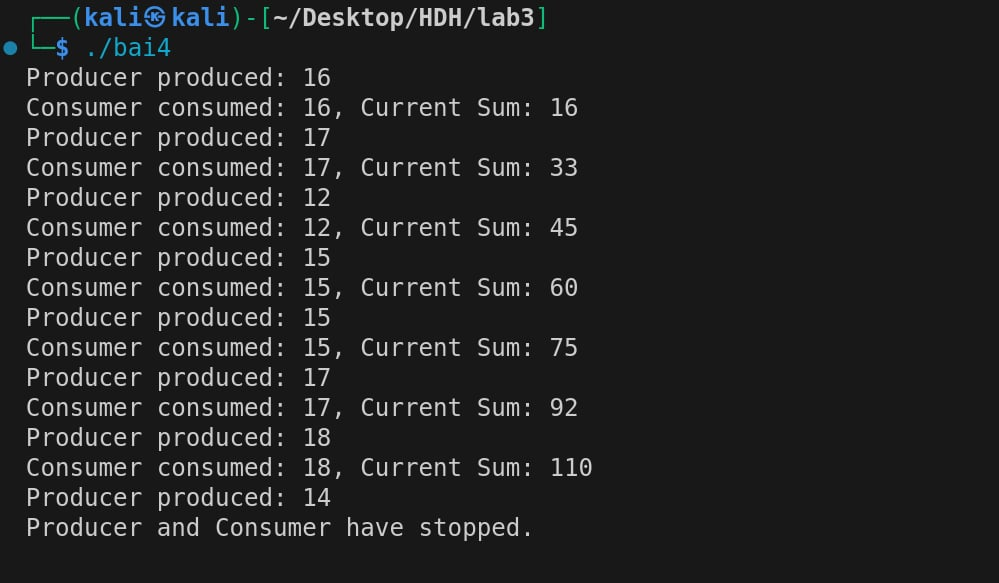 ┌──(kali㉿kali)-[~/Desktop/HDH/lab3]
└─$ ./bai4
Producer produced: 16
Consumer consumed: 16, Current Sum: 16
Producer produced: 17
Consumer consumed: 17, Current Sum: 33
Producer produced: 12
Consumer consumed: 12, Current Sum: 45
Producer produced: 15
Consumer consumed: 15, Current Sum: 60
Producer produced: 15
Consumer consumed: 15, Current Sum: 75
Producer produced: 17
Consumer consumed: 17, Current Sum: 92
Producer produced: 18
Consumer consumed: 18, Current Sum: 110
Producer produced: 14
Producer and Consumer have stopped.